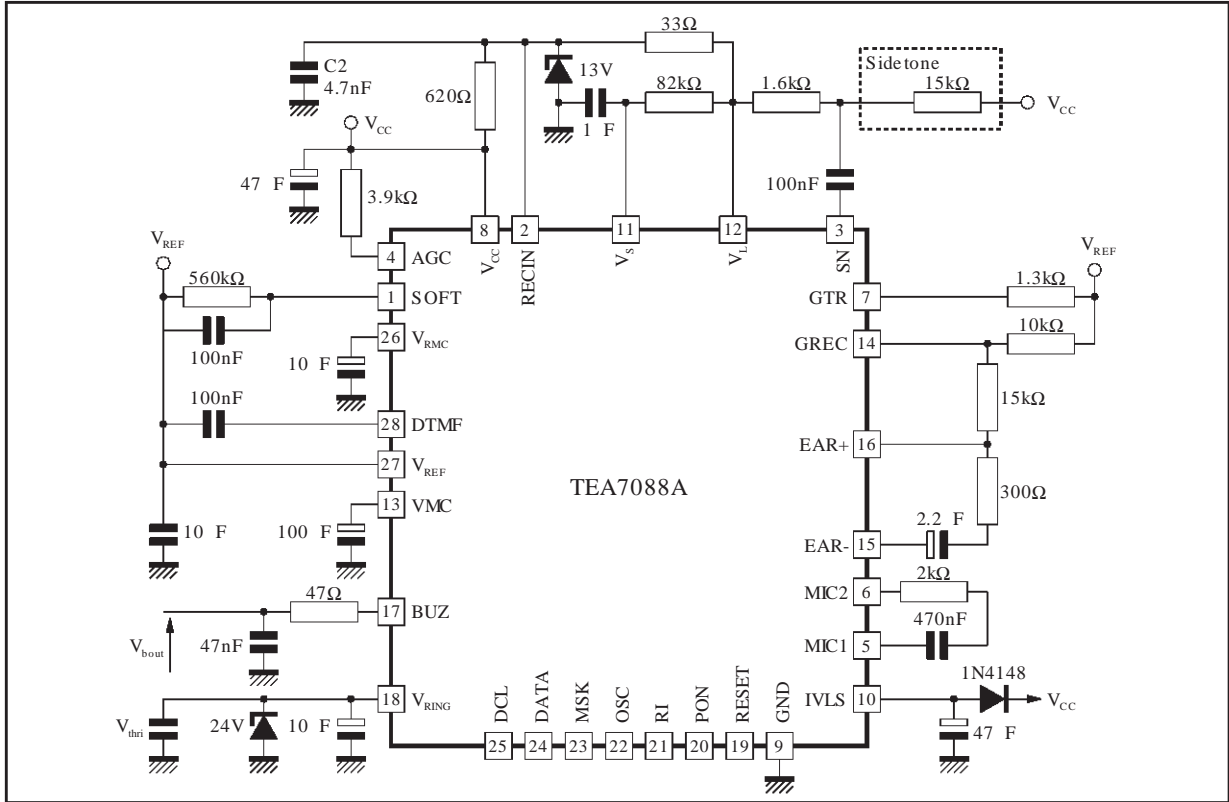 33Ω
C2
4.7nF
620Ω
13V
82kΩ
1 F
1.6kΩ
Sidetone
15kΩ
VCC
VCC
47 F
3.9kΩ
100nF
8
2
11
12
3
VCC
RECIN
VS
VL
SN
VREF
560kΩ
100nF
4 AGC
1 SOFT
26 VRMC
10 F
100nF
28 DTMF
27 VREF
13 VMC
10 F
100 F
TEA7088A
VREF
GTR 7
1.3kΩ
GREC 14
10kΩ
15kΩ
EAR+ 16
300Ω
2.2 F
EAR- 15
MIC2 6
2kΩ
470nF
MIC1 5
47Ω
17 BUZ
Vbout
47nF
18 VRING
Vthri
24V
10 F
IVLS 10
1N4148
VCC
47 F
DCL
DATA
MSK
OSC
RI
PON
RESET
GND
25
24
23
22
21
20
19
9